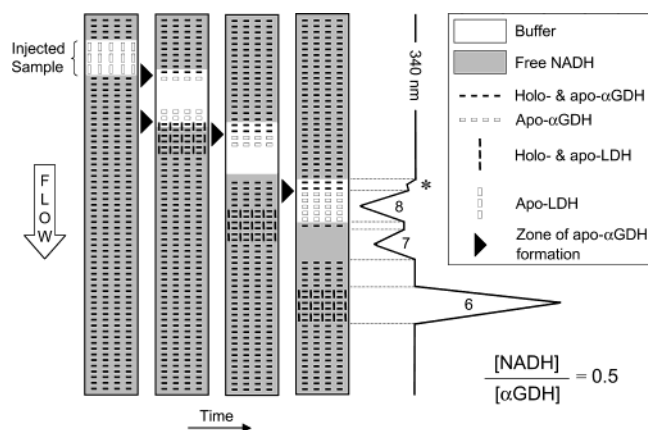 Injected
Sample
FLOW
Time
340 nm
*
8
7
6
Buffer
Free NADH
Holo- & apo-αGDH
Apo-αGDH
Holo- & apo-LDH
Apo-LDH
Zone of apo-αGDH
formation
[NADH]
[αGDH]
= 0.5